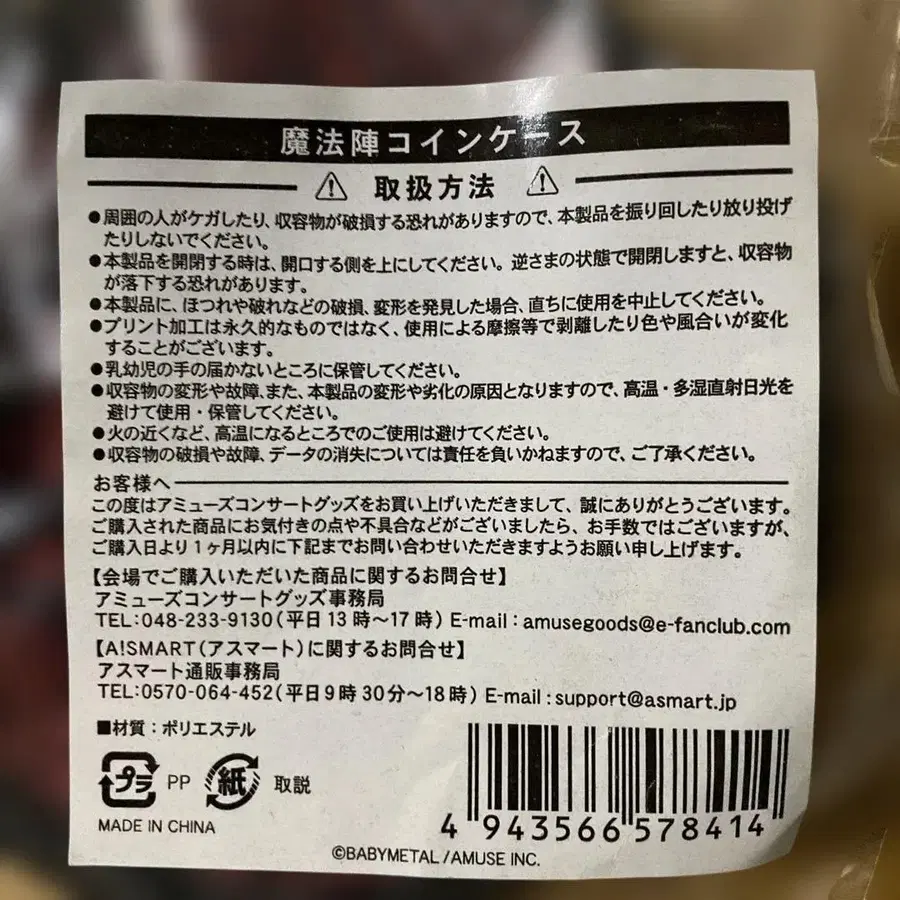 魔法陣コインケース
⚠ 取扱方法 ⚠
●周囲の人がケガしたり、収容物が破損する恐れがありますので、本製品を振り回したり放り投げ
たりしないでください。
●本製品を開閉する時は、開口する側を上にしてください。逆さまの状態で開閉しますと、収容物
が落下する恐れがあります。
●本製品に、ほつれや破れなどの破損、変形を発見した場合、直ちに使用を中止してください。
●プリント加工は永久的なものではなく、使用による摩擦等で剥離したり色や風合いが変化
することがございます。
●乳幼児の手の届かないところに保管してください。
●収容物の変形や故障、また、本製品の変形や劣化の原因となりますので、高温・多湿直射日光を
避けて使用・保管してください。
●火の近くなど、高温になるところでのご使用は避けてください。
●収容物の破損や故障、データの消失については責任を負いかねますので、ご了承ください。
お客様へ
この度はアミューズコンサートグッズをお買い上げいただきまして、誠にありがとうございます。
ご購入された商品にお気付きの点や不具合などがございましたら、お手数ではございますが、
ご購入日より1ヶ月以内に下記までお問い合わせいただきますようお願い申し上げます。
【会場でご購入いただいた商品に関するお問合せ】
アミューズコンサートグッズ事務局
TEL:048-233-9130(平日13時〜17時) E-mail:amusegoods@e-fanclub.com
【A!SMART(アスマート)に関するお問合せ】
アスマート通販事務局
TEL:0570-064-452(平日9時30分〜18時) E-mail:support@asmart.jp
■材質:ポリエステル
プラ PP 紙 取説
MADE IN CHINA
4 943566 578414
©BABYMETAL/AMUSE INC.